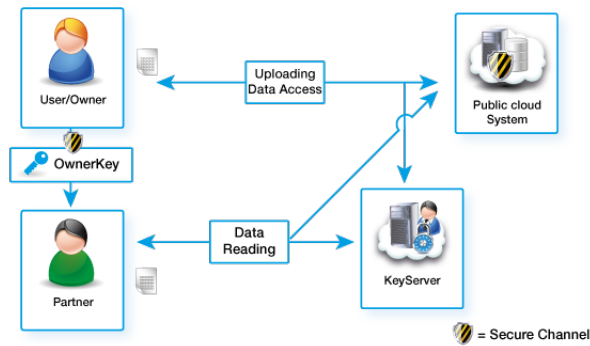 User/Owner
Uploading
Data Access
Public cloud
System
OwnerKey
Data
Reading
Partner
KeyServer
= Secure Channel